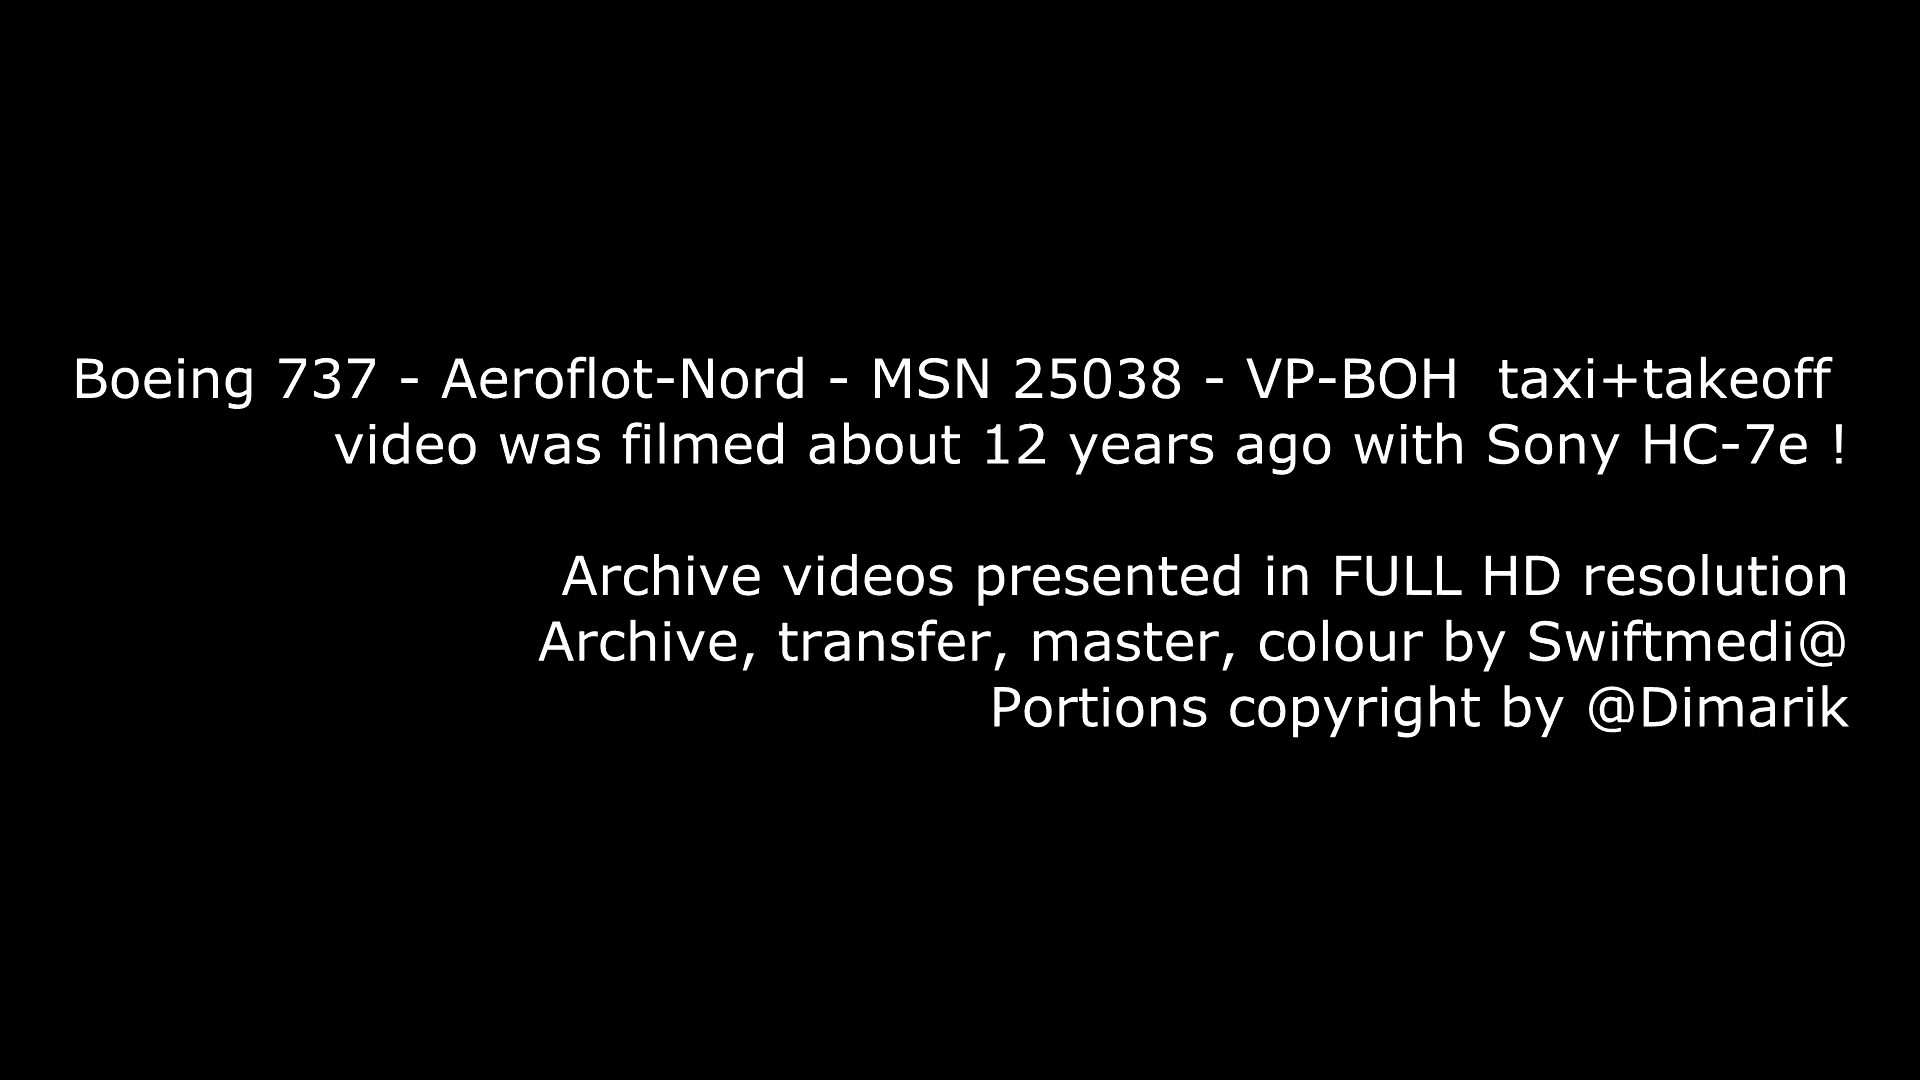 Boeing 737 - Aeroflot-Nord - MSN 25038 - VP-BOH  taxi+takeoff
video was filmed about 12 years ago with Sony HC-7e !
Archive videos presented in FULL HD resolution
Archive, transfer, master, colour by Swiftmedi@
Portions copyright by @Dimarik